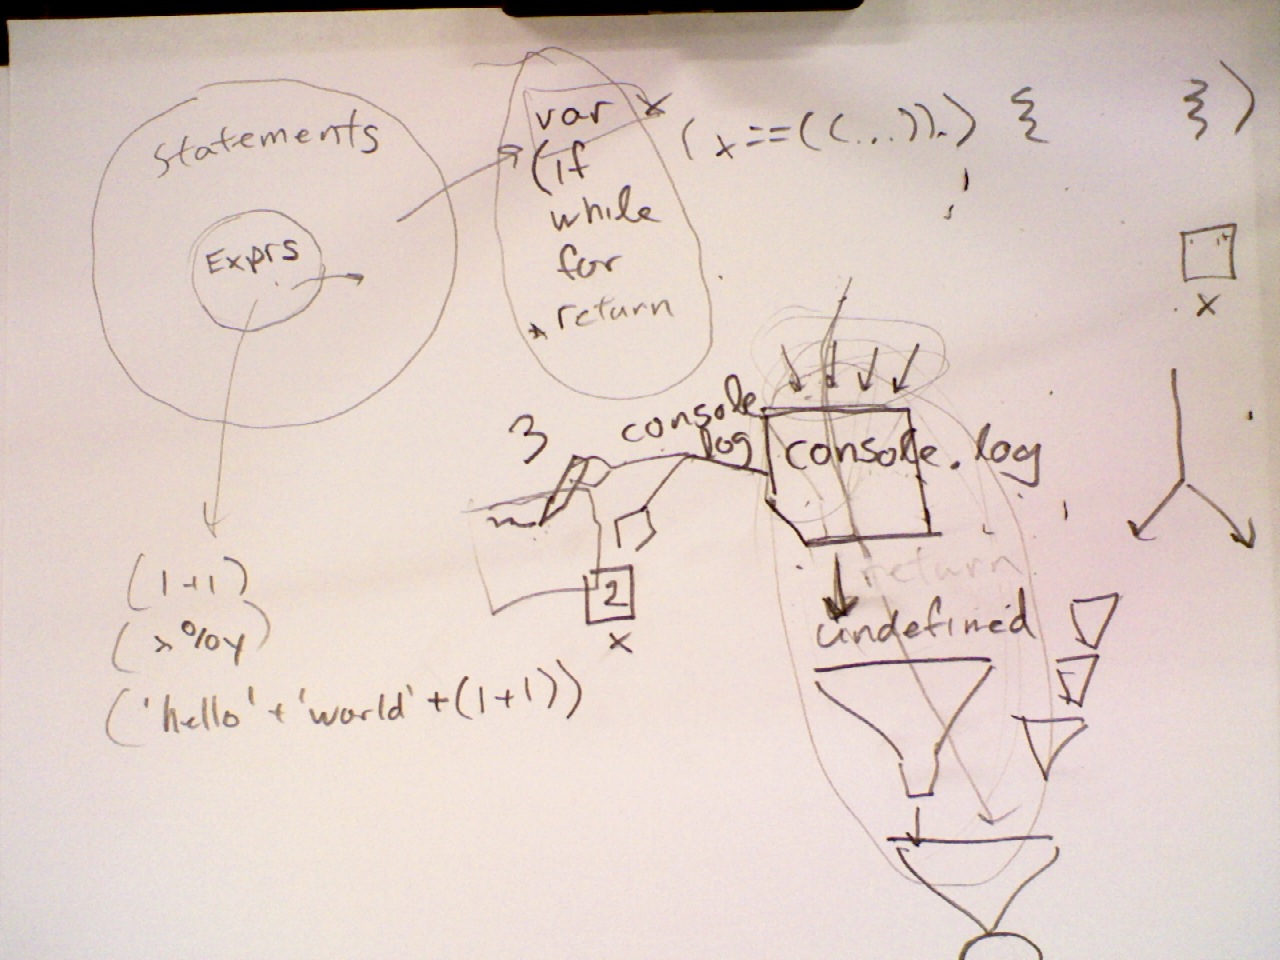 Statements
Exprs
var x
(if (x==((...)).) { })
while
for
return
x
3
console
log
console.log
2
x
return
undefined
(1+1)
(x%y)
('hello'+'world'+(1+1))